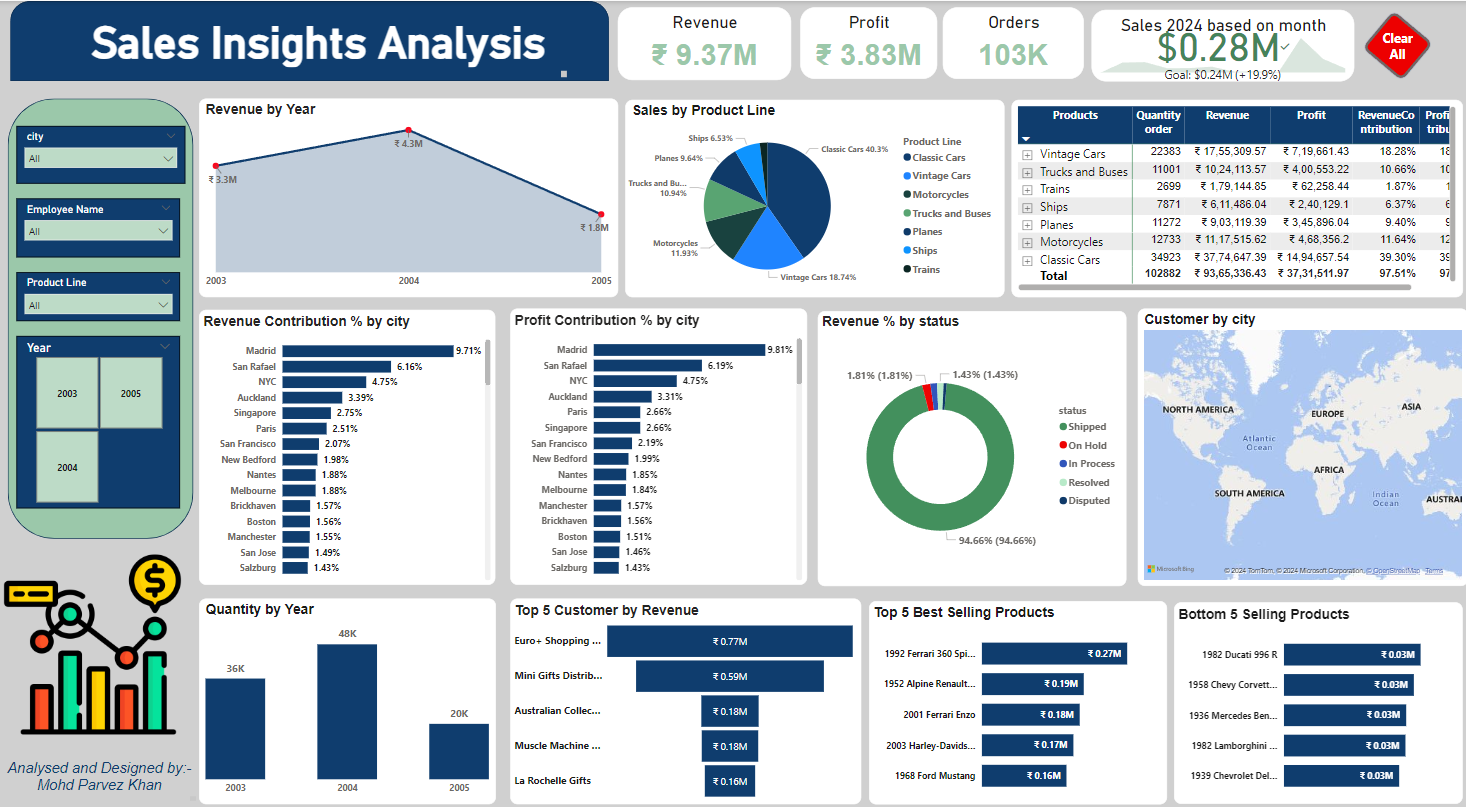 Sales Insights Analysis
Revenue
₹ 9.37M
Profit
₹ 3.83M
Orders
103K
Sales 2024 based on month
$0.28M
Goal: $0.24M (+19.9%)
Clear
All
city
All
Employee Name
All
Product Line
All
Year
2003
2005
2004
Analysed and Designed by:-
Mohd Parvez Khan
Revenue by Year
₹ 3.3M
₹ 4.3M
₹ 1.8M
2003
2004
2005
Sales by Product Line
Ships 6.53%
Planes 9.64%
Trucks and Bu...
10.94%
Motorcycles
11.93%
Classic Cars 40.3%
Vintage Cars 18.74%
Product Line
Classic Cars
Vintage Cars
Motorcycles
Trucks and Buses
Planes
Ships
Trains
Products Quantity order Revenue Profit RevenueCo ntribution Profi tribu
Vintage Cars 22383 ₹ 17,55,309.57 ₹ 7,19,661.43 18.28% 18
Trucks and Buses 11001 ₹ 10,24,113.57 ₹ 4,00,553.22 10.66% 10
Trains 2699 ₹ 1,79,144.85 ₹ 62,258.44 1.87% 1
Ships 7871 ₹ 6,11,486.04 ₹ 2,40,129.1 6.37% 6
Planes 11272 ₹ 9,03,119.39 ₹ 3,45,896.04 9.40% 9
Motorcycles 12733 ₹ 11,17,515.62 ₹ 4,68,356.2 11.64% 12
Classic Cars 34923 ₹ 37,74,647.39 ₹ 14,94,657.54 39.30% 39
Total 102882 ₹ 93,65,336.43 ₹ 37,31,511.97 97.51% 97
Revenue Contribution % by city
Madrid 9.71%
San Rafael 6.16%
NYC 4.75%
Auckland 3.39%
Singapore 2.75%
Paris 2.51%
San Francisco 2.07%
New Bedford 1.98%
Nantes 1.88%
Melbourne 1.88%
Brickhaven 1.57%
Boston 1.56%
Manchester 1.55%
San Jose 1.49%
Salzburg 1.43%
Profit Contribution % by city
Madrid 9.81%
San Rafael 6.19%
NYC 4.75%
Auckland 3.31%
Paris 2.66%
Singapore 2.66%
San Francisco 2.19%
New Bedford 1.99%
Nantes 1.85%
Melbourne 1.84%
Manchester 1.57%
Brickhaven 1.56%
Boston 1.51%
San Jose 1.46%
Salzburg 1.43%
Revenue % by status
1.81% (1.81%)
1.43% (1.43%)
94.66% (94.66%)
status
Shipped
On Hold
In Process
Resolved
Disputed
Customer by city
NORTH AMERICA
EUROPE
ASIA
Atlantic
Ocean
AFRICA
SOUTH AMERICA
Indian
Ocean
AUSTRAI
Microsoft Bing
© 2024 TomTom, © 2024 Microsoft Corporation, © OpenStreetMap Terms
Quantity by Year
36K
48K
20K
2003
2004
2005
Top 5 Customer by Revenue
Euro+ Shopping ... ₹ 0.77M
Mini Gifts Distrib... ₹ 0.59M
Australian Collec... ₹ 0.18M
Muscle Machine ... ₹ 0.18M
La Rochelle Gifts ₹ 0.16M
Top 5 Best Selling Products
1992 Ferrari 360 Spi... ₹ 0.27M
1952 Alpine Renault... ₹ 0.19M
2001 Ferrari Enzo ₹ 0.18M
2003 Harley-Davids... ₹ 0.17M
1968 Ford Mustang ₹ 0.16M
Bottom 5 Selling Products
1982 Ducati 996 R ₹ 0.03M
1958 Chevy Corvett... ₹ 0.03M
1936 Mercedes Ben... ₹ 0.03M
1982 Lamborghini ... ₹ 0.03M
1939 Chevrolet Del... ₹ 0.03M